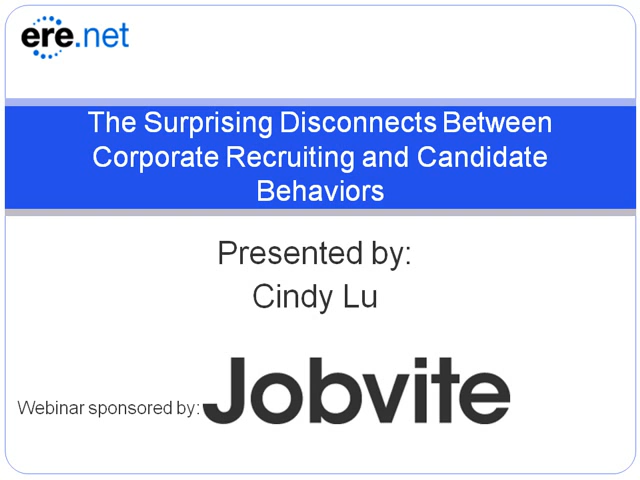 ere.net
The Surprising Disconnects Between
Corporate Recruiting and Candidate
Behaviors
Presented by:
Cindy Lu
Webinar sponsored by: Jobvite